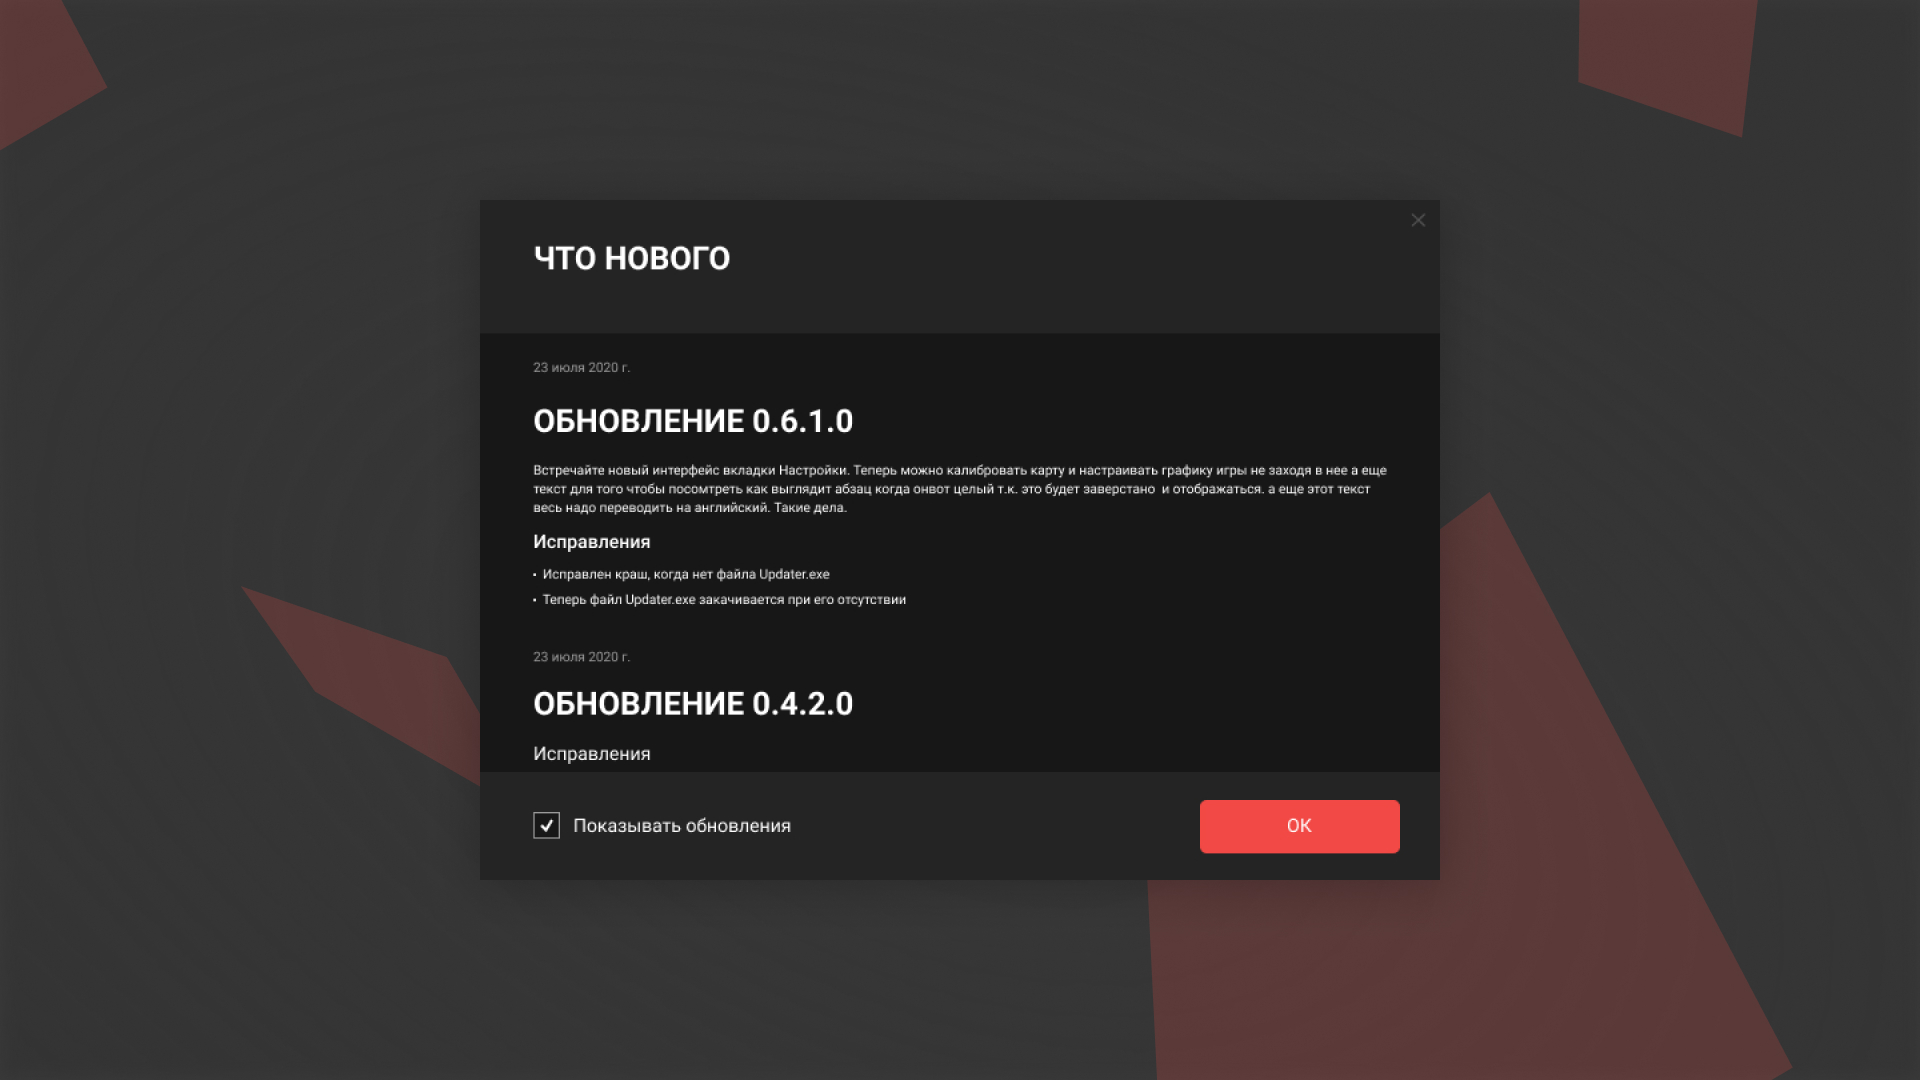 ЧТО НОВОГО
23 июля 2020 г.
ОБНОВЛЕНИЕ 0.6.1.0
Встречайте новый интерфейс вкладки Настройки. Теперь можно калибровать карту и настраивать графику игры не заходя в нее а еще
текст для того чтобы посомтреть как выглядит абзац когда онвот целый т.к. это будет заверстано  и отображаться. а еще этот текст
весь надо переводить на английский. Такие дела.
Исправления
• Исправлен краш, когда нет файла Updater.exe
• Теперь файл Updater.exe закачивается при его отсутствии
23 июля 2020 г.
ОБНОВЛЕНИЕ 0.4.2.0
Исправления
Показывать обновления
ОК